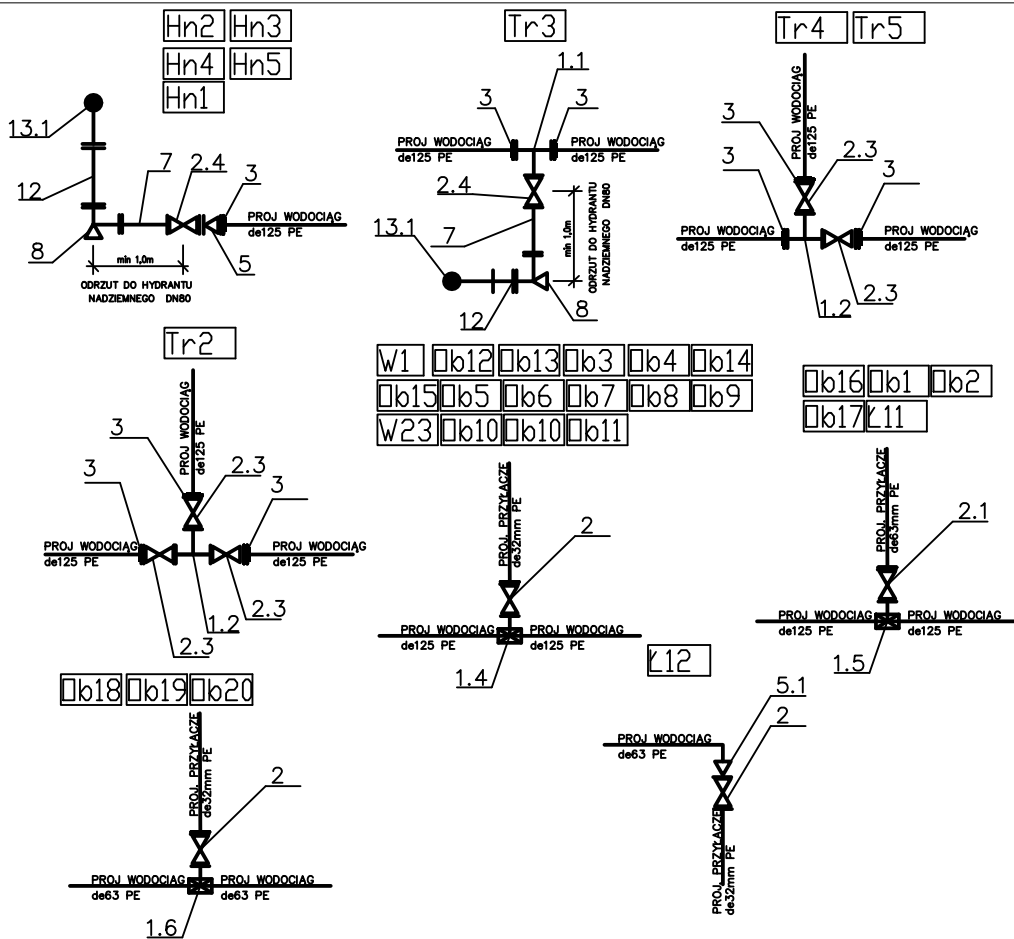 Hn2 Hn3
Hn4 Hn5
Hn1
13.1
12
7
2.4
3
PROJ WODOCIĄG
de125 PE
8
5
min 1,0m
ODRZUT DO HYDRANTU
NADZIEMNEGO DN80
Tr3
1.1
3
3
PROJ WODOCIĄG
de125 PE
PROJ WODOCIĄG
de125 PE
2.4
7
13.1
12
8
min 1,0m
ODRZUT DO HYDRANTU
NADZIEMNEGO DN80
Tr4 Tr5
PROJ WODOCIĄG
de125 PE
3
2.3
3
3
PROJ WODOCIĄG
de125 PE
PROJ WODOCIĄG
de125 PE
1.2
2.3
Tr2
PROJ WODOCIĄG
de125 PE
3
2.3
3
3
PROJ WODOCIĄG
de125 PE
PROJ WODOCIĄG
de125 PE
2.3
1.2
2.3
W1 Ob12 Ob13 Ob3 Ob4 Ob14
Ob15 Ob5 Ob6 Ob7 Ob8 Ob9
W23 Ob10 Ob10 Ob11
PROJ. PRZYŁĄCZE
de32mm PE
2
PROJ WODOCIĄG
de125 PE
PROJ WODOCIĄG
de125 PE
1.4
Ob16 Ob1 Ob2
Ob17 Ł11
PROJ WODOCIĄG
de63mm PE
2.1
PROJ WODOCIĄG
de125 PE
PROJ WODOCIĄG
de125 PE
1.5
Ob18 Ob19 Ob20
PROJ. PRZYŁĄCZE
de32mm PE
2
PROJ WODOCIĄG
de63 PE
PROJ WODOCIĄG
de63 PE
1.6
Ł12
5.1
2
PROJ WODOCIĄG
de63 PE
PROJ. PRZYŁĄCZE
de32mm PE